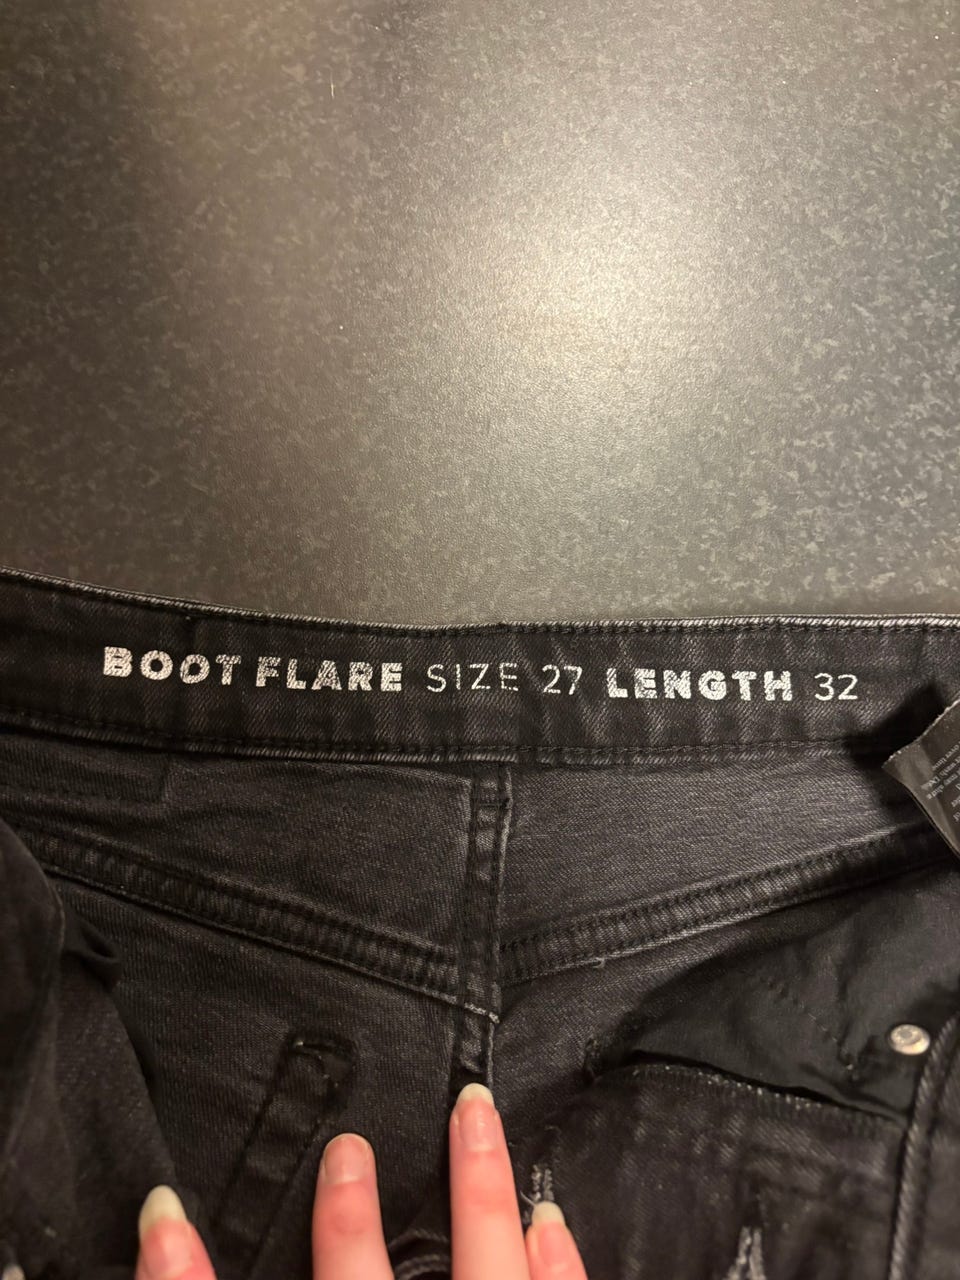 BOOT FLARE SIZE 27 LENGTH 32